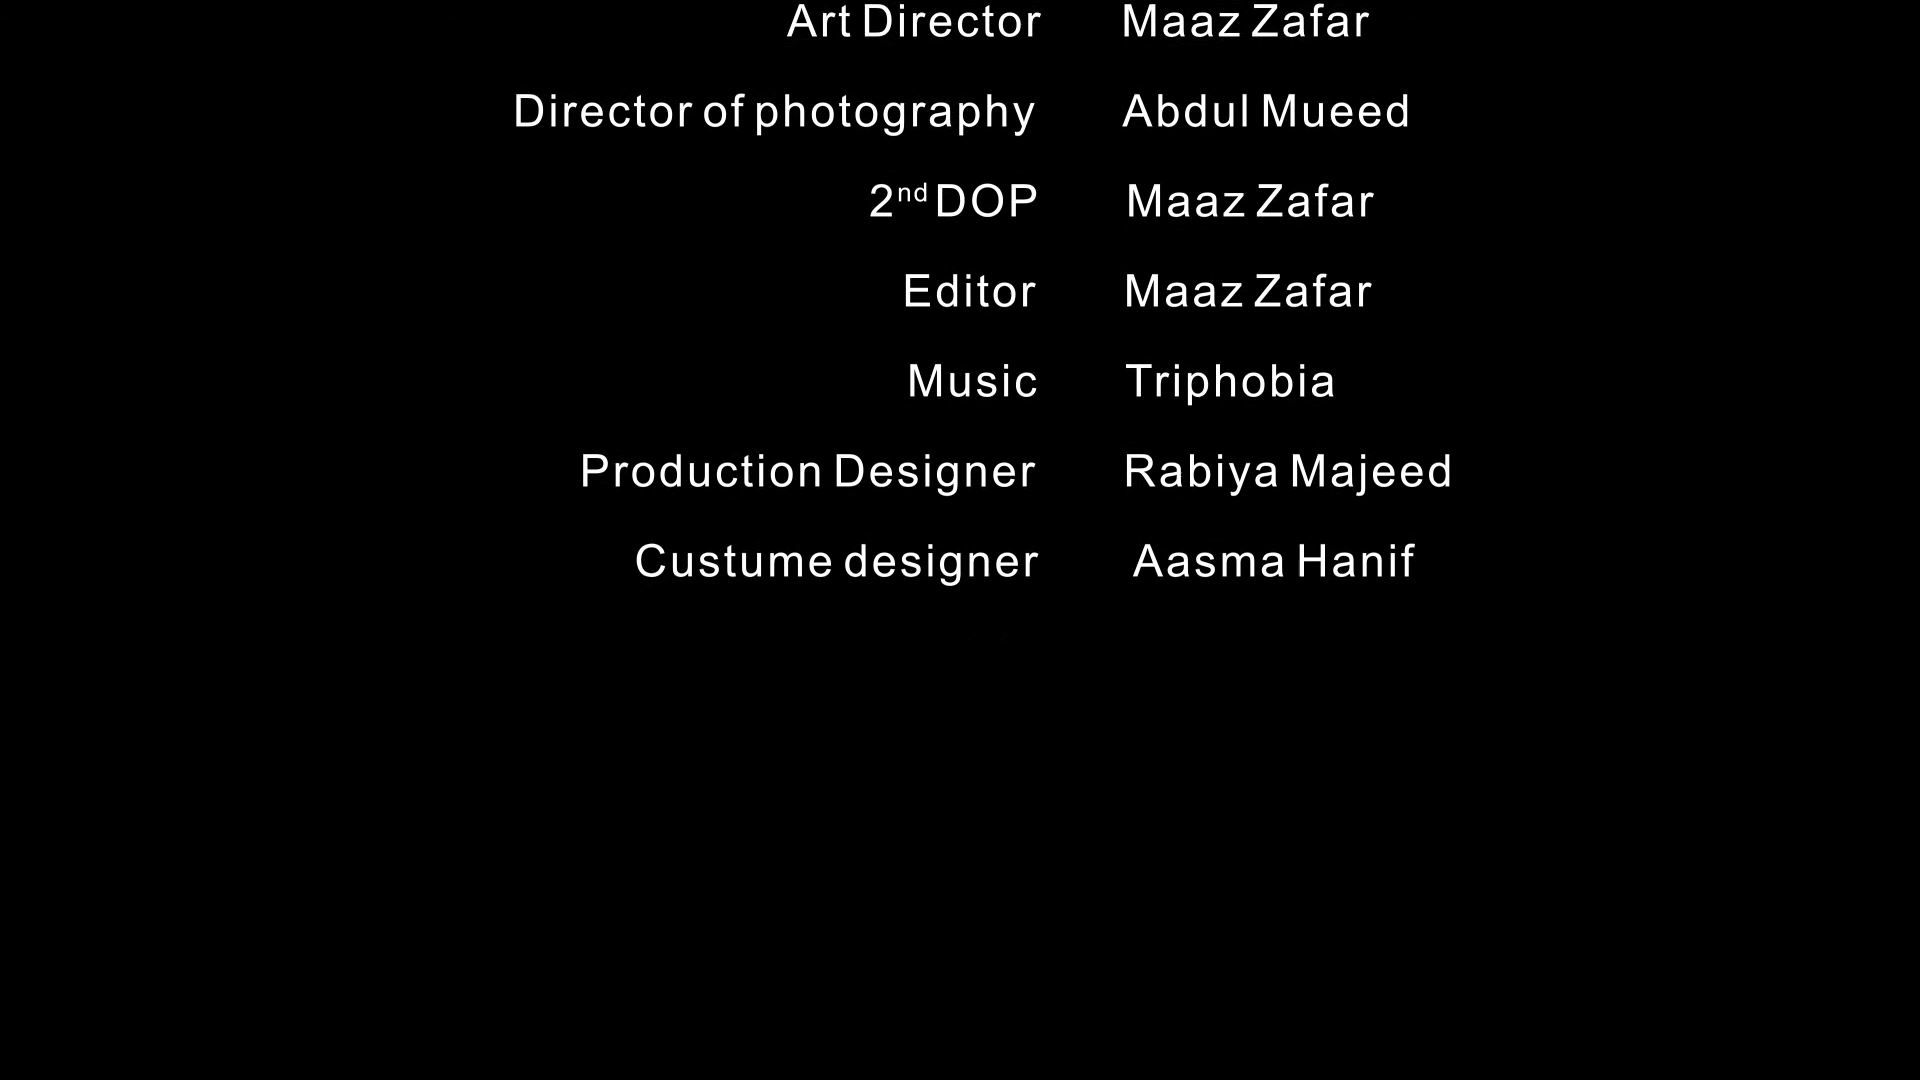 Art Director Maaz Zafar
Director of photography Abdul Mueed
2nd DOP Maaz Zafar
Editor Maaz Zafar
Music Triphobia
Production Designer Rabiya Majeed
Custume designer Aasma Hanif